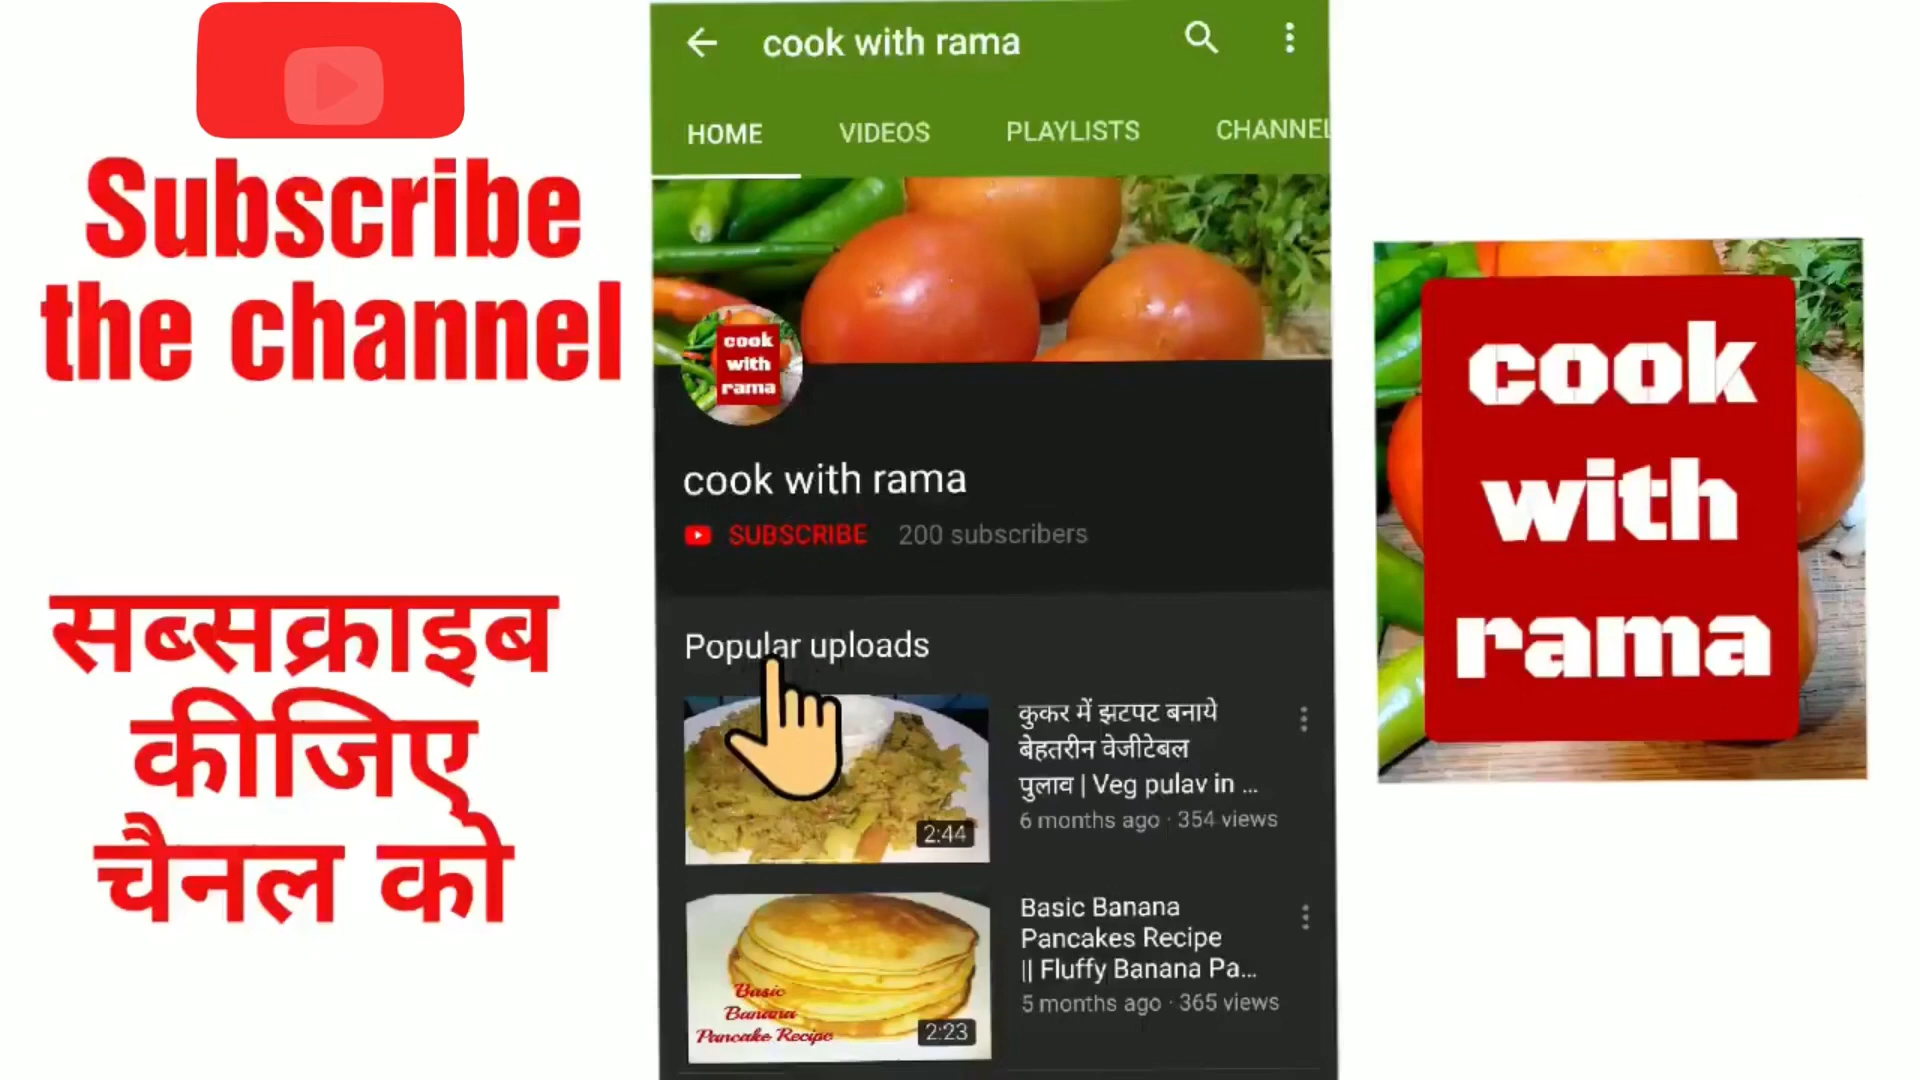 Subscribe
the channel
सब्सक्राइब
कीजिए
चैनल को
cook with rama
HOME VIDEOS PLAYLISTS CHANNEL
cook
with
rama
cook with rama
SUBSCRIBE 200 subscribers
Popular uploads
कुकर में झटपट बनाये
बेहतरीन वेजीटेबल
पुलाव | Veg pulav in ...
6 months ago · 354 views
2:44
Basic Banana
Pancakes Recipe
|| Fluffy Banana Pa...
5 months ago · 365 views
Basic
Banana
Pancake Recipe
2:23
cook
with
rama